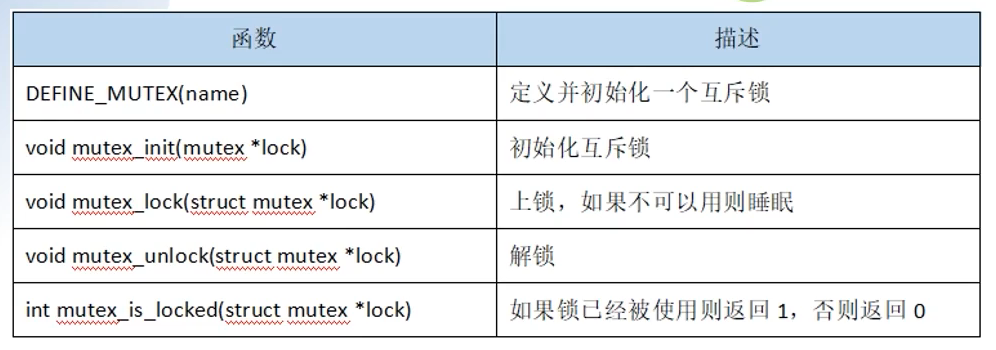 函数 描述
DEFINE_MUTEX(name) 定义并初始化一个互斥锁
void mutex_init(mutex *lock) 初始化互斥锁
void mutex_lock(struct mutex *lock) 上锁，如果不可以用则睡眠
void mutex_unlock(struct mutex *lock) 解锁
int mutex_is_locked(struct mutex *lock) 如果锁已经被使用则返回 1，否则返回 0